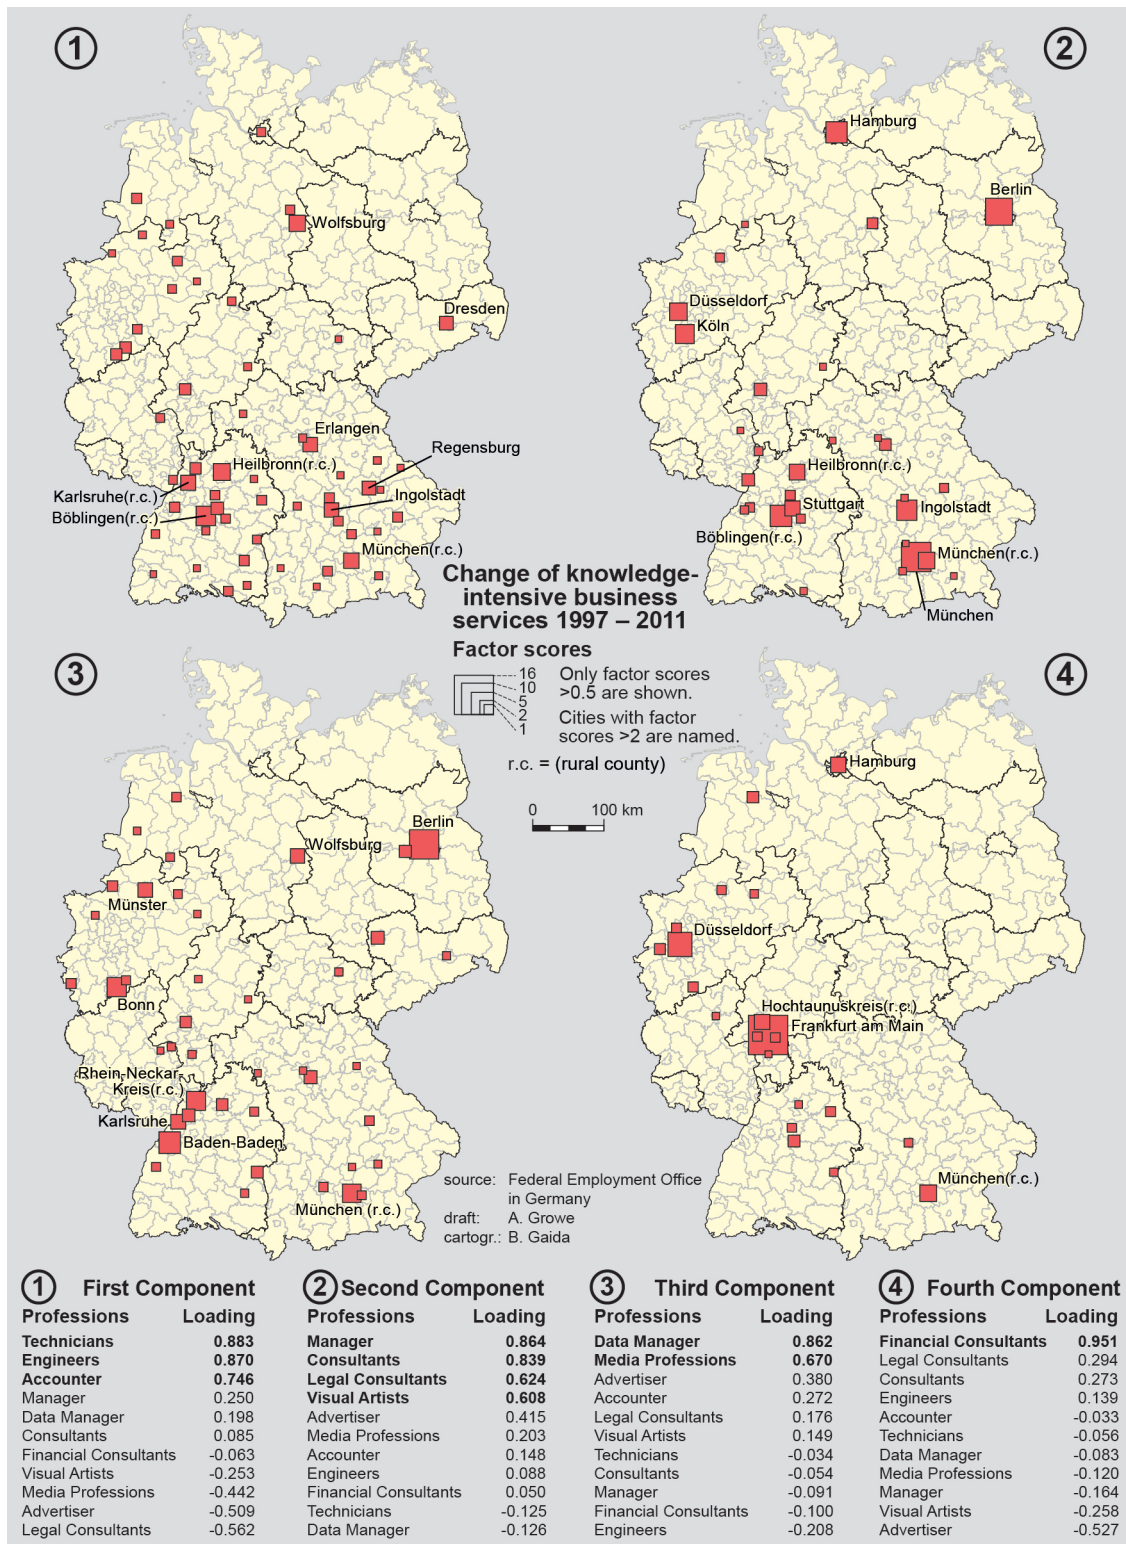 1
2
Hamburg
Berlin
Wolfsburg
Düsseldorf
Köln
Dresden
Erlangen
Regensburg
Heilbronn(r.c.)
Karlsruhe(r.c.)
Ingolstadt
Böblingen(r.c.)
München(r.c.)
Heilbronn(r.c.)
Stuttgart
Ingolstadt
Böblingen(r.c.)
München(r.c.)
München
Change of knowledge-
intensive business
services 1997 – 2011
Factor scores
16
10
5
2
1
Only factor scores
>0.5 are shown.
Cities with factor
scores >2 are named.
r.c. = (rural county)
0 100 km
3
4
Berlin
Wolfsburg
Münster
Bonn
Rhein-Neckar-
Kreis(r.c.)
Karlsruhe
Baden-Baden
München (r.c.)
Hamburg
Düsseldorf
Hochtaunuskreis(r.c.)
Frankfurt am Main
München(r.c.)
source: Federal Employment Office
in Germany
draft: A. Growe
cartogr.: B. Gaida
1 First Component
Professions Loading
Technicians 0.883
Engineers 0.870
Accounter 0.746
Manager 0.250
Data Manager 0.198
Consultants 0.085
Financial Consultants -0.063
Visual Artists -0.253
Media Professions -0.442
Advertiser -0.509
Legal Consultants -0.562
2 Second Component
Professions Loading
Manager 0.864
Consultants 0.839
Legal Consultants 0.624
Visual Artists 0.608
Advertiser 0.415
Media Professions 0.203
Accounter 0.148
Engineers 0.088
Financial Consultants 0.050
Technicians -0.125
Data Manager -0.126
3 Third Component
Professions Loading
Data Manager 0.862
Media Professions 0.670
Advertiser 0.380
Accounter 0.272
Legal Consultants 0.176
Visual Artists 0.149
Technicians -0.034
Consultants -0.054
Manager -0.091
Financial Consultants -0.100
Engineers -0.208
4 Fourth Component
Professions Loading
Financial Consultants 0.951
Legal Consultants 0.294
Consultants 0.273
Engineers 0.139
Accounter -0.033
Technicians -0.056
Data Manager -0.083
Media Professions -0.120
Manager -0.164
Visual Artists -0.258
Advertiser -0.527